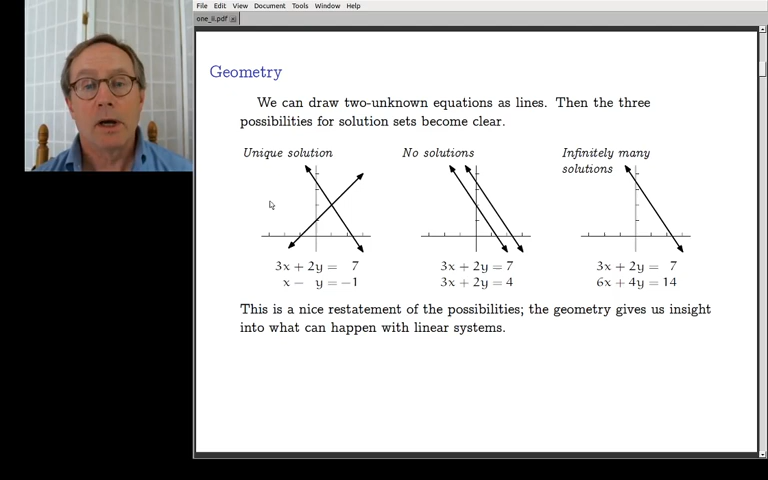 File Edit View Document Tools Window Help
one_ii.pdf
Geometry
We can draw two-unknown equations as lines. Then the three
possibilities for solution sets become clear.
Unique solution
3x + 2y = 7
x − y = −1
No solutions
3x + 2y = 7
3x + 2y = 4
Infinitely many
solutions
3x + 2y = 7
6x + 4y = 14
This is a nice restatement of the possibilities; the geometry gives us insight
into what can happen with linear systems.